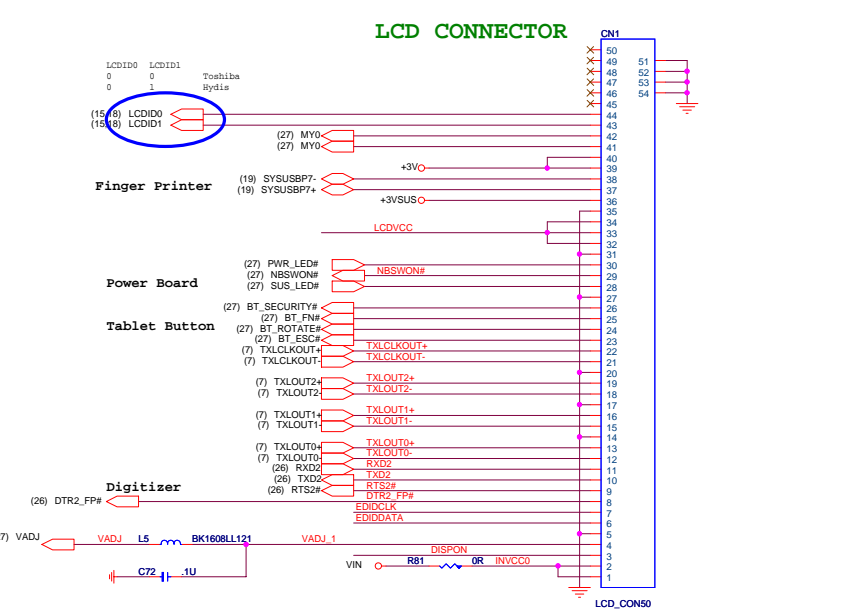 LCD CONNECTOR
CN1
LCDID0 LCDID1
0 0 Toshiba
0 1 Hydis
50
49 51
48 52
47 53
46 54
45
(15,18) LCDID0 44
(15,18) LCDID1 43
(27) MY0 42
(27) MY0 41
40
+3V 39
Finger Printer (19) SYSUSBP7- 38
(19) SYSUSBP7+ 37
+3VSUS 36
35
34
LCDVCC 33
32
31
(27) PWR_LED# 30
Power Board (27) NBSWON# NBSWON# 29
(27) SUS_LED# 28
27
(27) BT_SECURITY# 26
(27) BT_FN# 25
Tablet Button (27) BT_ROTATE# 24
(27) BT_ESC# 23
(7) TXLCLKOUT+ TXLCLKOUT+ 22
(7) TXLCLKOUT- TXLCLKOUT- 21
20
(7) TXLOUT2+ TXLOUT2+ 19
(7) TXLOUT2- TXLOUT2- 18
17
(7) TXLOUT1+ TXLOUT1+ 16
(7) TXLOUT1- TXLOUT1- 15
14
(7) TXLOUT0+ TXLOUT0+ 13
(7) TXLOUT0- TXLOUT0- 12
(26) RXD2 RXD2 11
(26) TXD2 TXD2 10
Digitizer (26) RTS2# RTS2# 9
(26) DTR2_FP# DTR2_FP# 8
EDIDCLK 7
EDIDDATA 6
5
7) VADJ VADJ L5 BK1608LL121 VADJ_1 4
DISPON 3
VIN R81 0R INVCC0 2
C72 .1U 1
LCD_CON50